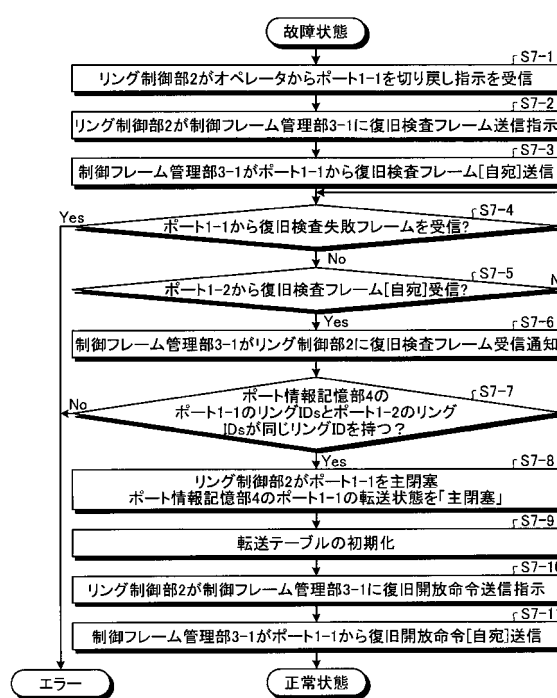 故障状態
S7-1
リング制御部2がオペレータからポート1-1を切り戻し指示を受信
S7-2
リング制御部2が制御フレーム管理部3-1に復旧検査フレーム送信指示
S7-3
制御フレーム管理部3-1がポート1-1から復旧検査フレーム[自宛]送信
S7-4
Yes
ポート1-1から復旧検査失敗フレームを受信?
No
S7-5
ポート1-2から復旧検査フレーム[自宛]受信?
Yes
S7-6
制御フレーム管理部3-1がリング制御部2に復旧検査フレーム受信通知
S7-7
No
ポート情報記憶部4の
ポート1-1のリングIDsとポート1-2のリング
IDsが同じリングIDを持つ?
Yes
S7-8
リング制御部2がポート1-1を主閉塞
ポート情報記憶部4のポート1-1の転送状態を「主閉塞」
S7-9
転送テーブルの初期化
S7-10
リング制御部2が制御フレーム管理部3-1に復旧開放命令送信指示
S7-11
制御フレーム管理部3-1がポート1-1から復旧開放命令[自宛]送信
エラー
正常状態